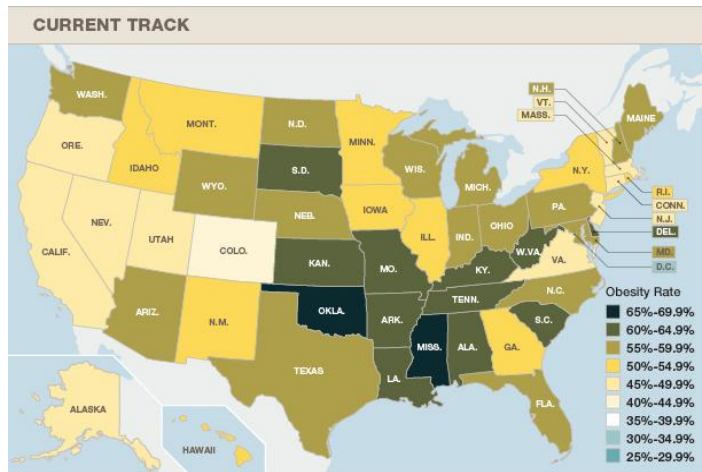 CURRENT TRACK
WASH.
ORE.
CALIF.
NEV.
IDAHO
MONT.
WYO.
UTAH
COLO.
ARIZ.
N.M.
N.D.
S.D.
NEB.
KAN.
OKLA.
TEXAS
MINN.
IOWA
MO.
ARK.
LA.
WIS.
ILL.
MICH.
IND.
OHIO
KY.
TENN.
MISS.
ALA.
GA.
FLA.
S.C.
N.C.
VA.
W.VA.
PA.
N.Y.
MAINE
N.H.
VT.
MASS.
R.I.
CONN.
N.J.
DEL.
MD.
D.C.
ALASKA
HAWAII
Obesity Rate
65%-69.9%
60%-64.9%
55%-59.9%
50%-54.9%
45%-49.9%
40%-44.9%
35%-39.9%
30%-34.9%
25%-29.9%